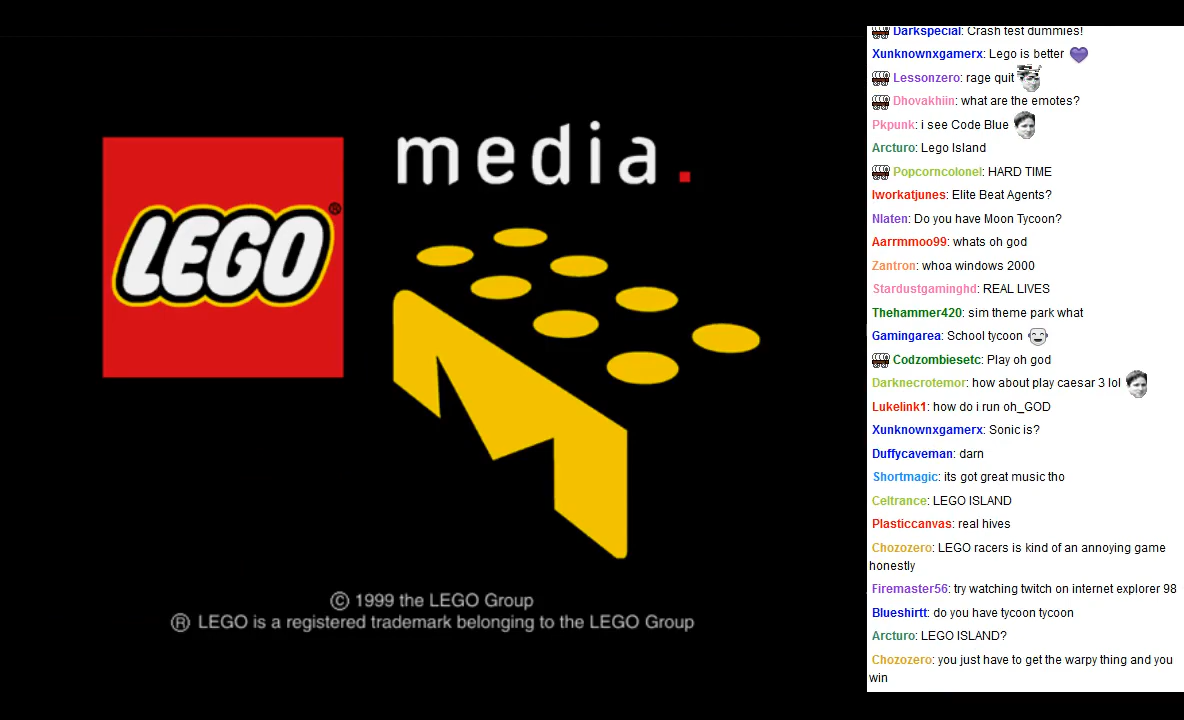 LEGO ®
media.
© 1999 the LEGO Group
® LEGO is a registered trademark belonging to the LEGO Group
Darkspecial: Crash test dummies!
Xunknownxgamerx: Lego is better
Lessonzero: rage quit
Dhovakhiin: what are the emotes?
Pkpunk: i see Code Blue
Arcturo: Lego Island
Popcorncolonel: HARD TIME
Iworkatjunes: Elite Beat Agents?
Nlaten: Do you have Moon Tycoon?
Aarrmmoo99: whats oh god
Zantron: whoa windows 2000
Stardustgaminghd: REAL LIVES
Thehammer420: sim theme park what
Gamingarea: School tycoon
Codzombiesetc: Play oh god
Darknecrotemor: how about play caesar 3 lol
Lukelink1: how do i run oh_GOD
Xunknownxgamerx: Sonic is?
Duffycaveman: darn
Shortmagic: its got great music tho
Celtrance: LEGO ISLAND
Plasticcanvas: real hives
Chozozero: LEGO racers is kind of an annoying game
honestly
Firemaster56: try watching twitch on internet explorer 98
Blueshirtt: do you have tycoon tycoon
Arcturo: LEGO ISLAND?
Chozozero: you just have to get the warpy thing and you
win